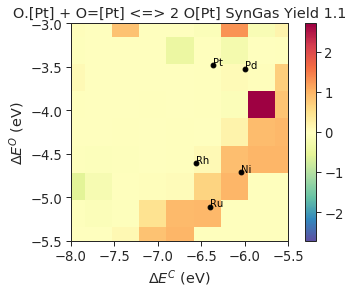 O.[Pt] + O=[Pt] <=> 2 O[Pt] SynGas Yield 1.1
−3.0
−3.5
−4.0
−4.5
−5.0
−5.5
ΔE^O (eV)
Pt
Pd
Rh
Ni
Ru
−8.0 −7.5 −7.0 −6.5 −6.0 −5.5
ΔE^C (eV)
2
1
0
−1
−2